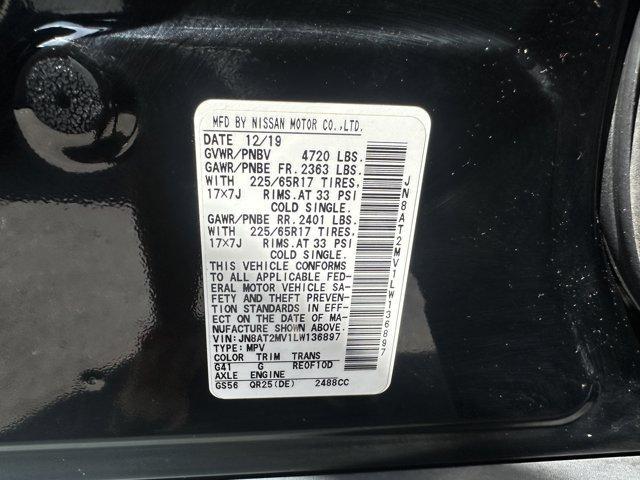 MFD BY NISSAN MOTOR CO.,LTD.
DATE 12/19
GVWR/PNBV 4720 LBS.
GAWR/PNBE FR. 2363 LBS.
WITH 225/65R17 TIRES,
17×7J RIMS.AT 33 PSI
COLD SINGLE.
GAWR/PNBE RR. 2401 LBS.
WITH 225/65R17 TIRES,
17×7J RIMS.AT 33 PSI
COLD SINGLE.
THIS VEHICLE CONFORMS
TO ALL APPLICABLE FED-
ERAL MOTOR VEHICLE SA-
FETY AND THEFT PREVEN-
TION STANDARDS IN EFF-
ECT ON THE DATE OF MA-
NUFACTURE SHOWN ABOVE.
VIN:JN8AT2MV1LW136897
TYPE:MPV
COLOR TRIM TRANS
G41 G RE0F10D
AXLE ENGINE
GS56 QR25(DE) 2488CC
JN8AT2MV1LW136897